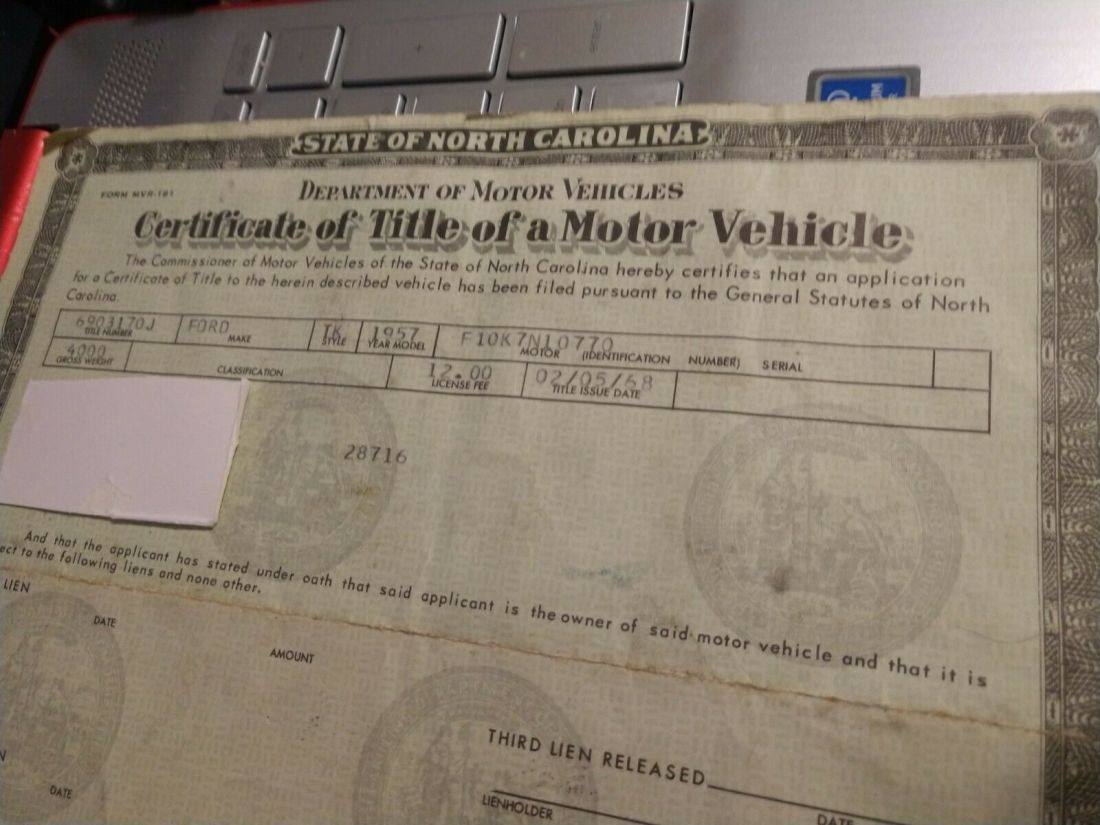 STATE OF NORTH CAROLINA
FORM MVR-181
DEPARTMENT OF MOTOR VEHICLES
Certificate of Title of a Motor Vehicle
The Commissioner of Motor Vehicles of the State of North Carolina hereby certifies that an application
for a Certificate of Title to the herein described vehicle has been filed pursuant to the General Statutes of North
Carolina.
6903170J FORD TK 1957 F10K7N10770
TITLE NUMBER MAKE STYLE YEAR MODEL MOTOR (IDENTIFICATION NUMBER) SERIAL
4000 12.00 02/05/68
GROSS WEIGHT CLASSIFICATION LICENSE FEE TITLE ISSUE DATE
28716
And that the applicant has stated under oath that said applicant is the owner of said motor vehicle and that it is
ect to the following liens and none other.
LIEN
DATE
AMOUNT
THIRD LIEN RELEASED
N
DATE
LIENHOLDER
DATE